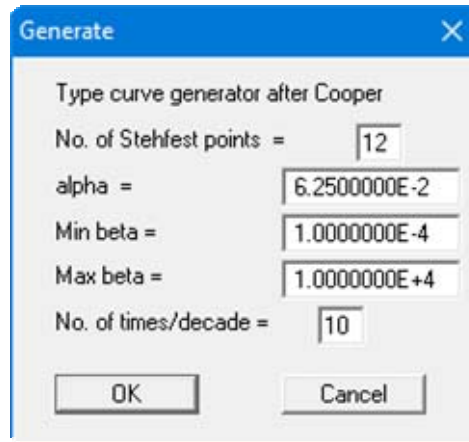 Generate
Type curve generator after Cooper
No. of Stehfest points = 12
alpha = 6.2500000E-2
Min beta = 1.0000000E-4
Max beta = 1.0000000E+4
No. of times/decade = 10
OK Cancel